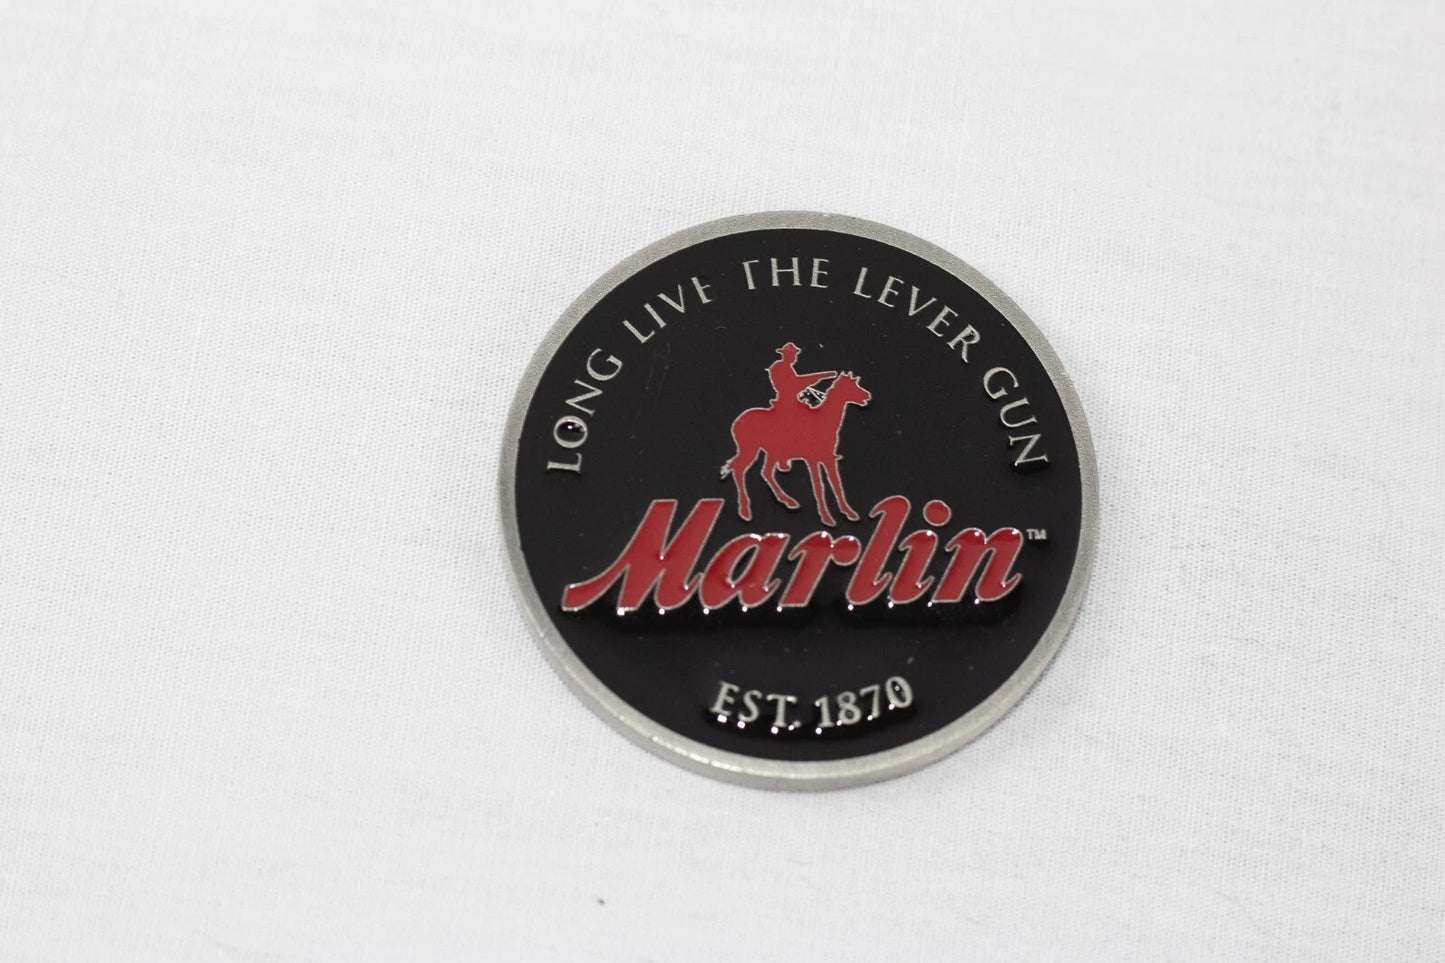 LONG LIVE THE LEVER GUN
Marlin™
EST. 1870